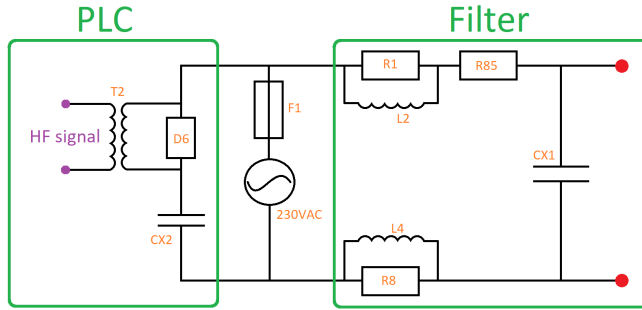 PLC
Filter
T2
HF signal
D6
CX2
F1
230VAC
R1
L2
R85
CX1
L4
R8